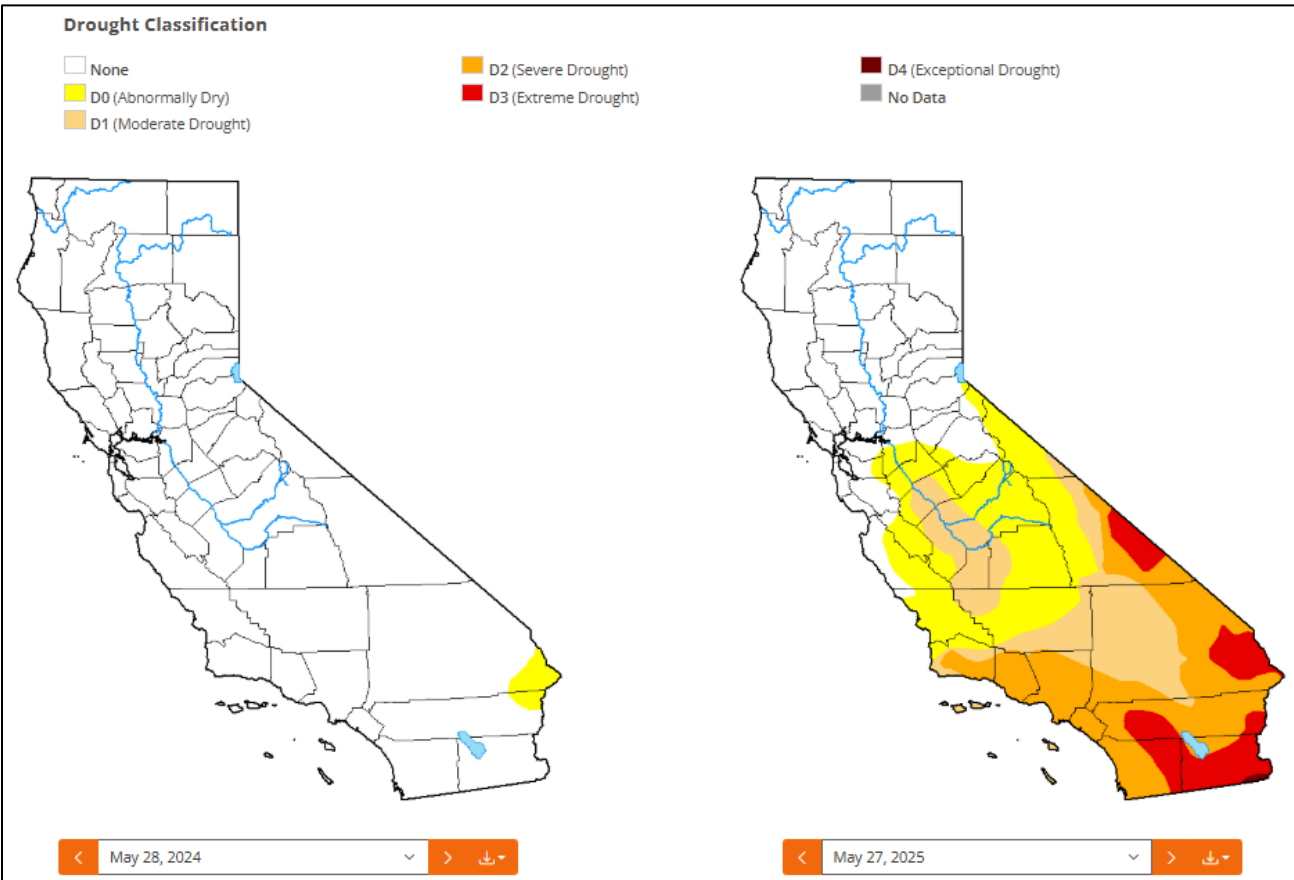 Drought Classification
None
D0 (Abnormally Dry)
D1 (Moderate Drought)
D2 (Severe Drought)
D3 (Extreme Drought)
D4 (Exceptional Drought)
No Data
May 28, 2024
May 27, 2025